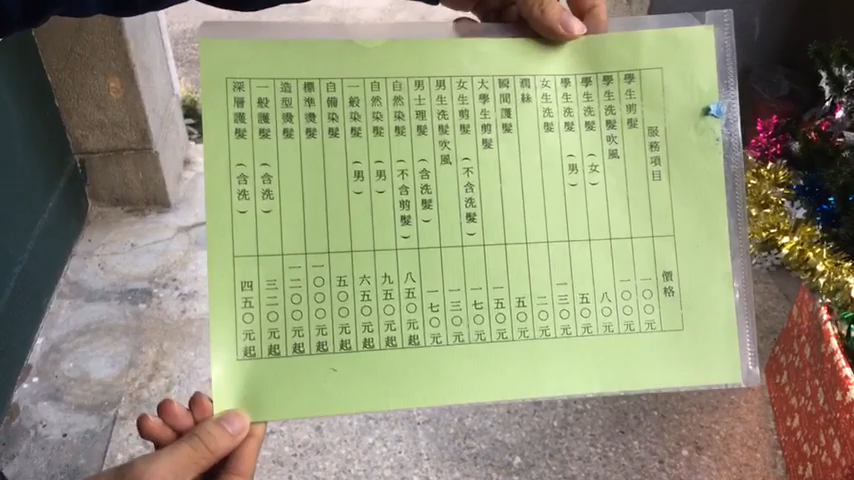 服務項目 價格
學生剪髮 一〇〇元
學生洗髮吹風 一〇〇元
學生洗髮（女） 八〇元
學生洗髮（男） 五〇元
女生洗髮 一三〇元
潤絲 二〇元
瞬間護髮 五〇元
大學生剪髮 一五〇元
女生剪髮（不含洗髮） 一七〇元
男生洗髮吹風 一三〇元
男士理髮（含洗髮） 一七〇元
自然染髮（不含剪髮） 八五〇元起
自然染髮（男） 九五〇元起
一般染髮（男） 六五〇元起
自備染髮 五〇〇元起
標準燙髮 一〇〇〇元起
造型燙髮 一二〇〇元起
一般護髮（含洗） 三二〇元起
深層護髮（含洗） 四五〇元起